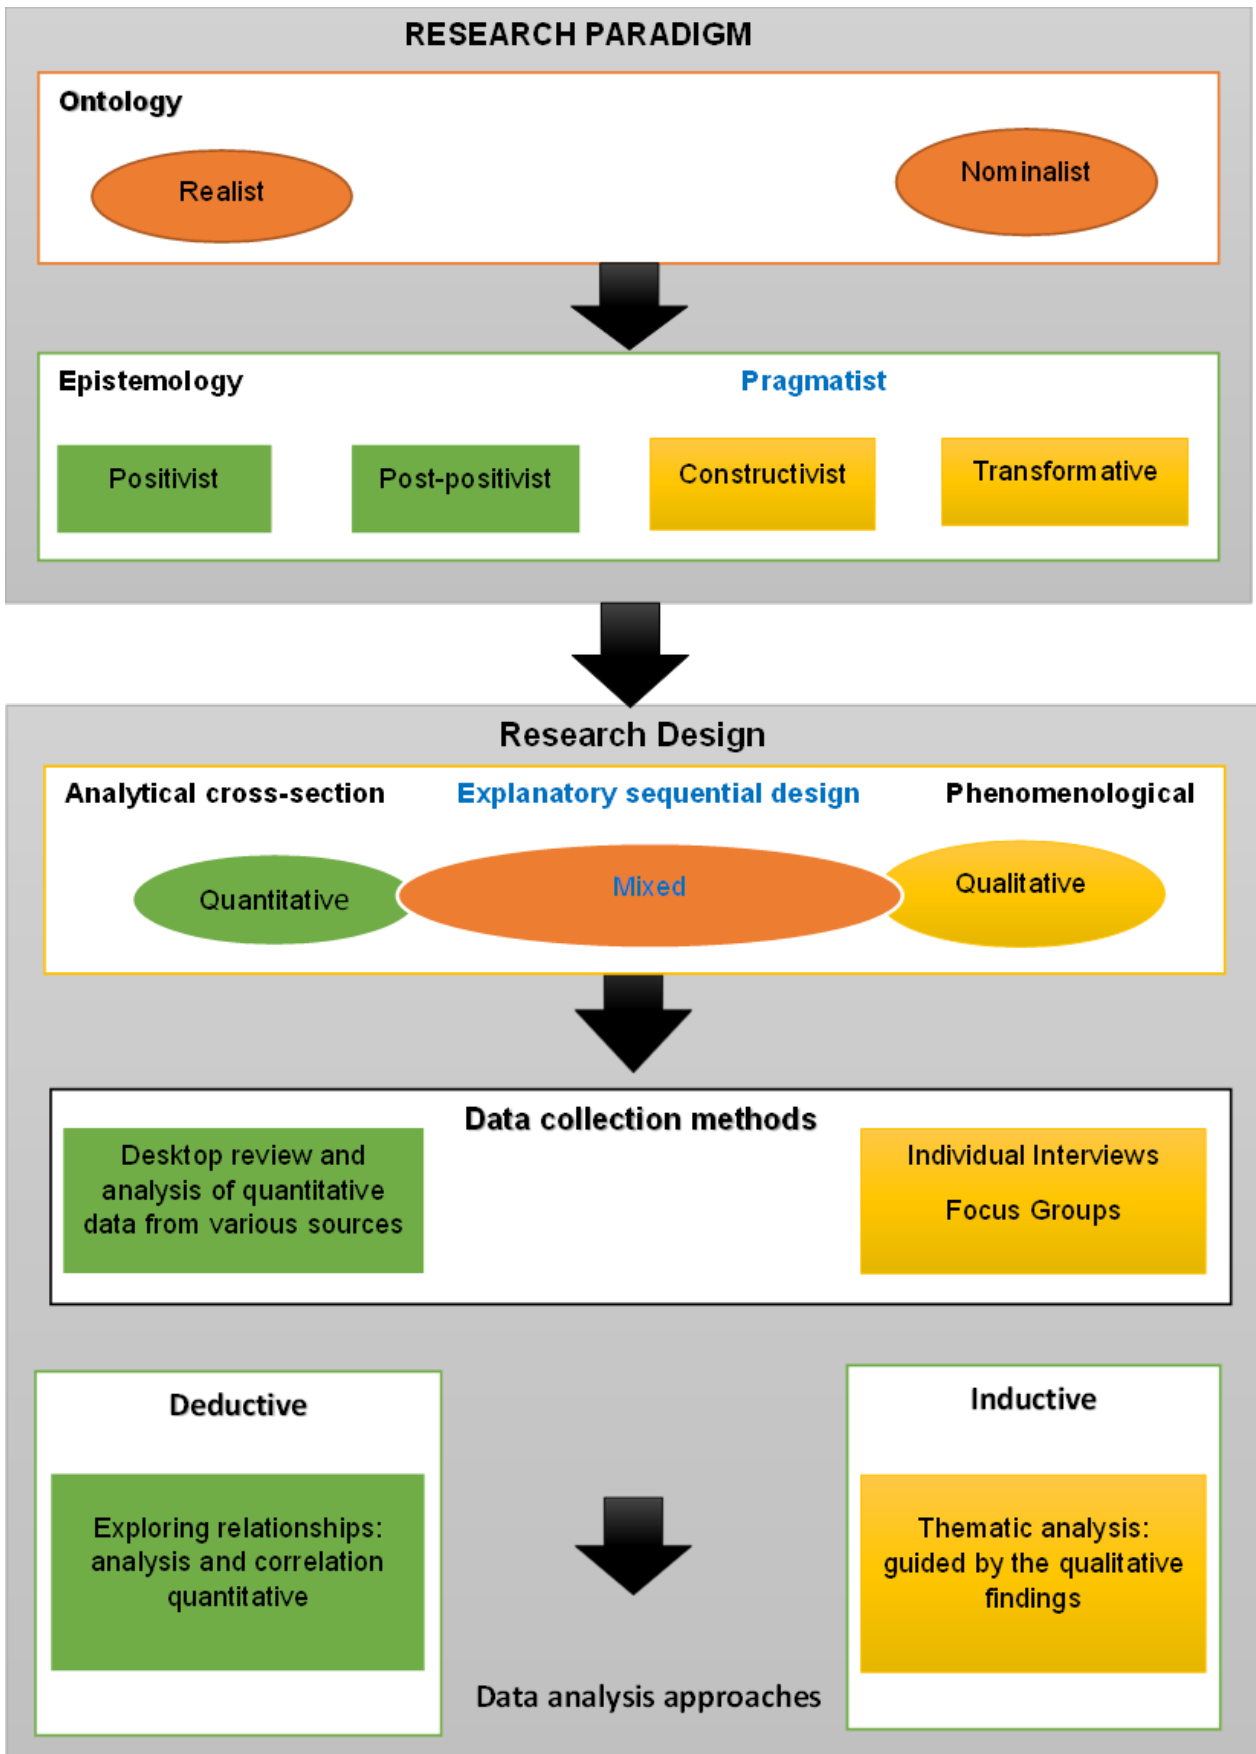 RESEARCH PARADIGM
Ontology
Realist
Nominalist
Epistemology
Pragmatist
Positivist
Post-positivist
Constructivist
Transformative
Research Design
Analytical cross-section
Explanatory sequential design
Phenomenological
Quantitative
Mixed
Qualitative
Data collection methods
Desktop review and
analysis of quantitative
data from various sources
Individual Interviews
Focus Groups
Deductive
Exploring relationships:
analysis and correlation
quantitative
Inductive
Thematic analysis:
guided by the qualitative
findings
Data analysis approaches